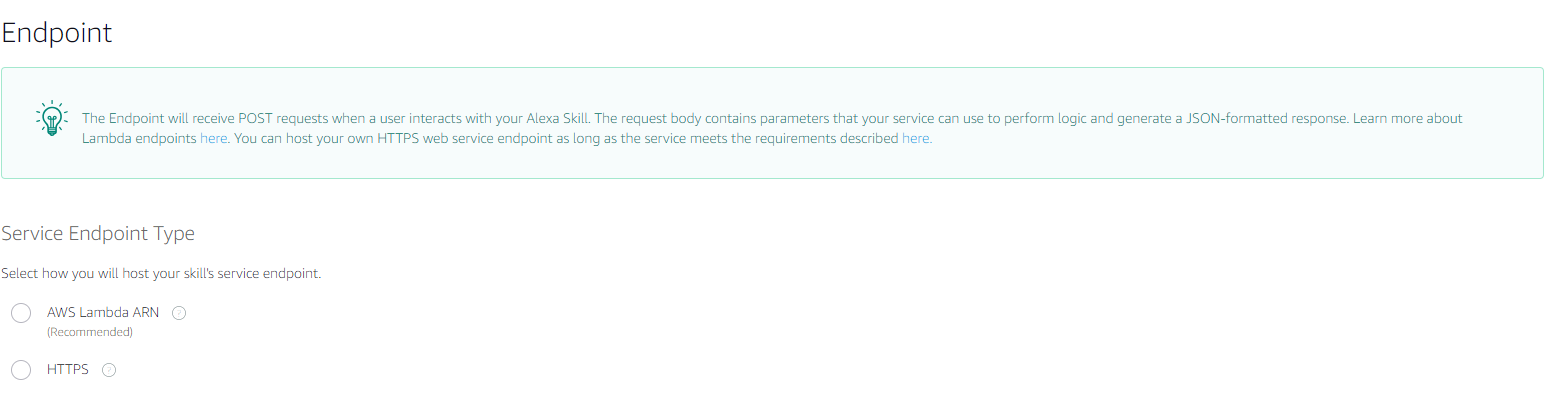 Endpoint
The Endpoint will receive POST requests when a user interacts with your Alexa Skill. The request body contains parameters that your service can use to perform logic and generate a JSON-formatted response. Learn more about
Lambda endpoints here. You can host your own HTTPS web service endpoint as long as the service meets the requirements described here.
Service Endpoint Type
Select how you will host your skill's service endpoint.
AWS Lambda ARN ?
(Recommended)
HTTPS ?